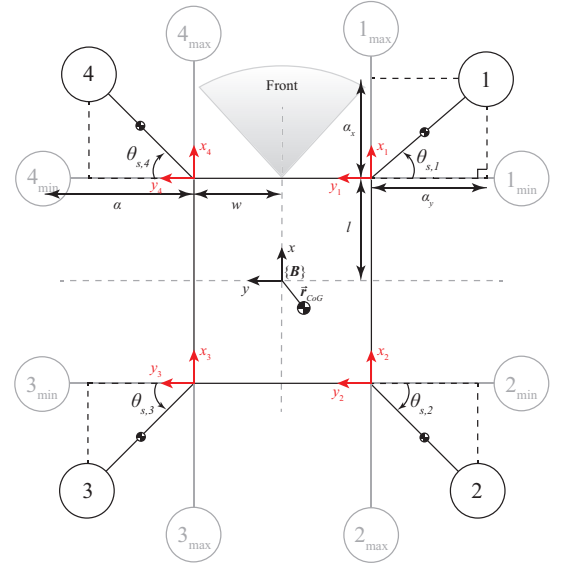 4max
1max
4
Front
1
αx
x4
x1
θs,4
θs,1
4min
y4
y1
1min
α
w
αy
l
x
{B}
y
r⃗CoG
x3
x2
y3
y2
3min
θs,3
θs,2
2min
3
2
3max
2max